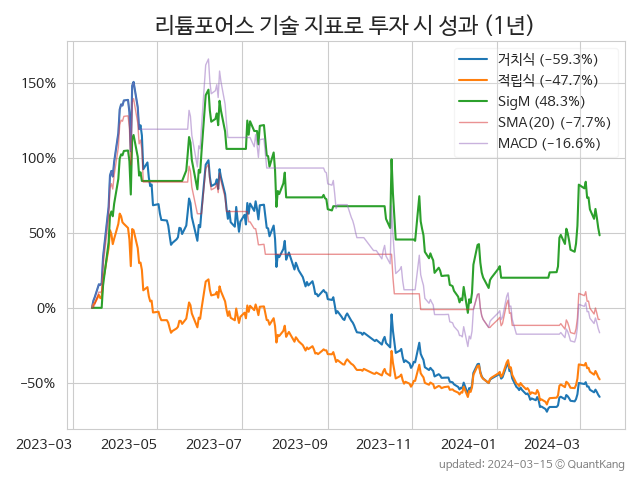 리튬포어스 기술 지표로 투자 시 성과 (1년)
거치식 (−59.3%)
적립식 (−47.7%)
SigM (48.3%)
SMA(20) (−7.7%)
MACD (−16.6%)
150%
100%
50%
0%
−50%
2023−03 2023−05 2023−07 2023−09 2023−11 2024−01 2024−03
updated: 2024-03-15 © QuantKang